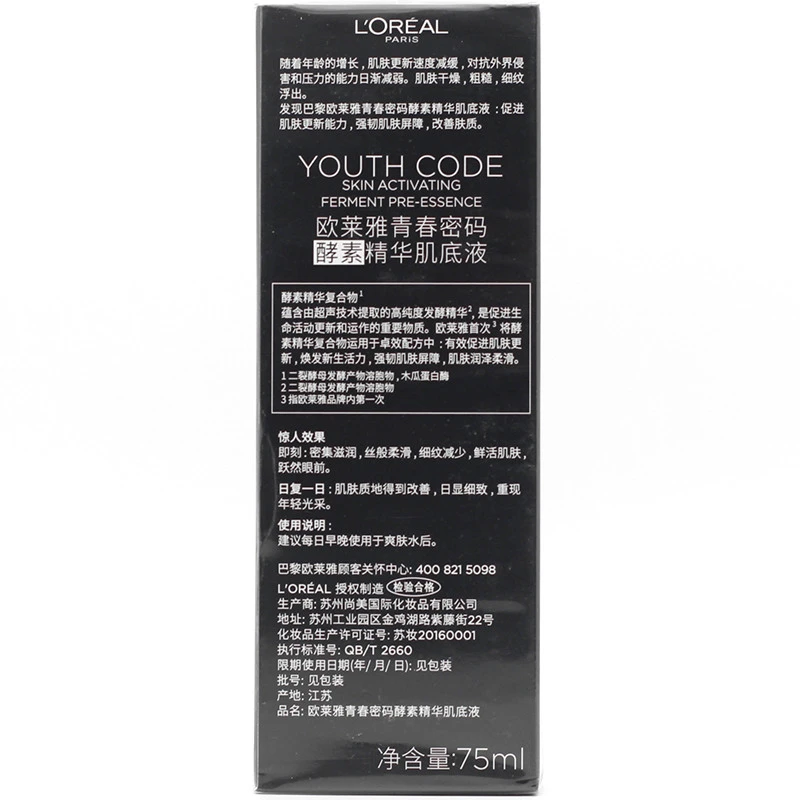 L'ORÉAL
PARIS
随着年龄的增长,肌肤更新速度减缓,对抗外界侵
害和压力的能力日渐减弱。肌肤干燥,粗糙,细纹
浮出。
发现巴黎欧莱雅青春密码酵素精华肌底液:促进
肌肤更新能力,强韧肌肤屏障,改善肤质。
YOUTH CODE
SKIN ACTIVATING
FERMENT PRE-ESSENCE
欧莱雅青春密码
酵素精华肌底液
酵素精华复合物1
蕴含由超声技术提取的高纯度发酵精华2,是促进生
命活动更新和运作的重要物质。欧莱雅首次3将酵
素精华复合物运用于卓效配方中:有效促进肌肤更
新,焕发新生活力,强韧肌肤屏障,肌肤润泽柔滑。
1二裂酵母发酵产物溶胞物,木瓜蛋白酶
2二裂酵母发酵产物溶胞物
3指欧莱雅品牌内第一次
惊人效果
即刻:密集滋润,丝般柔滑,细纹减少,鲜活肌肤,
跃然眼前。
日复一日:肌肤质地得到改善,日显细致,重现
年轻光采。
使用说明:
建议每日早晚使用于爽肤水后。
巴黎欧莱雅顾客关怀中心: 400 821 5098
L'ORÉAL 授权制造 检验合格
生产商: 苏州尚美国际化妆品有限公司
地址: 苏州工业园区金鸡湖路紫藤街22号
化妆品生产许可证号: 苏妆20160001
执行标准号: QB/T 2660
限期使用日期(年/月/日): 见包装
批号: 见包装
产地: 江苏
品名: 欧莱雅青春密码酵素精华肌底液
净含量:75ml